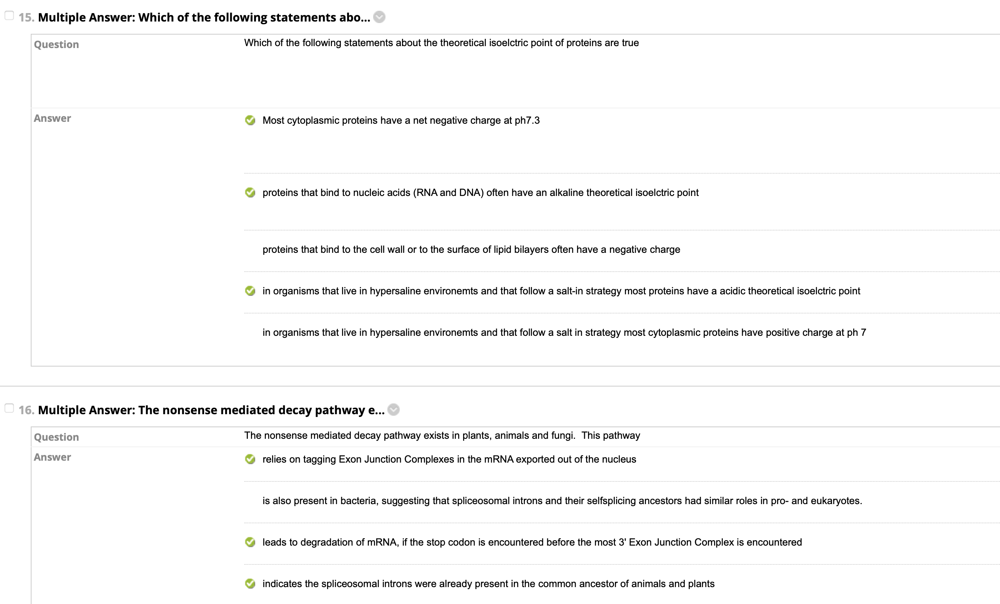 15. Multiple Answer: Which of the following statements abo...
Question
Which of the following statements about the theoretical isoelctric point of proteins are true
Answer
Most cytoplasmic proteins have a net negative charge at ph7.3
proteins that bind to nucleic acids (RNA and DNA) often have an alkaline theoretical isoelctric point
proteins that bind to the cell wall or to the surface of lipid bilayers often have a negative charge
in organisms that live in hypersaline environemts and that follow a salt-in strategy most proteins have a acidic theoretical isoelctric point
in organisms that live in hypersaline environemts and that follow a salt in strategy most cytoplasmic proteins have positive charge at ph 7
16. Multiple Answer: The nonsense mediated decay pathway e...
Question
The nonsense mediated decay pathway exists in plants, animals and fungi.  This pathway
Answer
relies on tagging Exon Junction Complexes in the mRNA exported out of the nucleus
is also present in bacteria, suggesting that spliceosomal introns and their selfsplicing ancestors had similar roles in pro- and eukaryotes.
leads to degradation of mRNA, if the stop codon is encountered before the most 3' Exon Junction Complex is encountered
indicates the spliceosomal introns were already present in the common ancestor of animals and plants